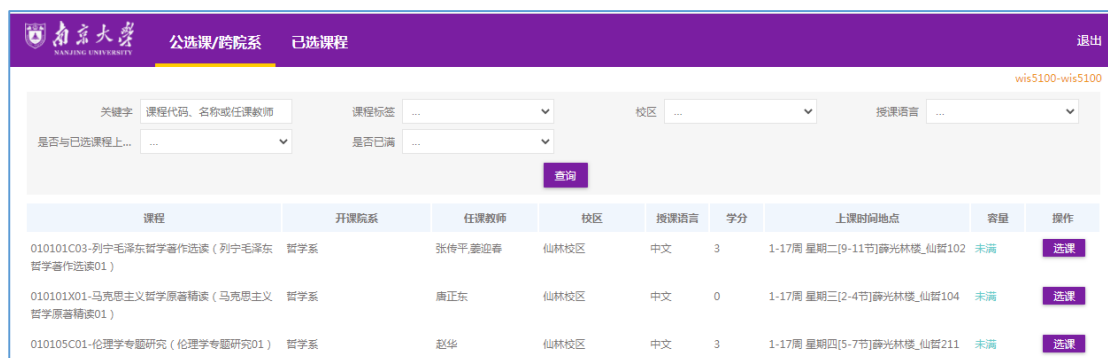 南京大学 公选课/跨院系 已选课程 退出
NANJING UNIVERSITY
wis5100-wis5100
关键字 课程代码、名称或任课教师 课程标签 ... 校区 ... 授课语言 ...
是否与已选课程上... ... 是否已满 ...
查询
课程 开课院系 任课教师 校区 授课语言 学分 上课时间地点 容量 操作
010101C03-列宁毛泽东哲学著作选读（列宁毛泽东 哲学系 张传平,姜迎春 仙林校区 中文 3 1-17周 星期二[9-11节]薛光林楼_仙哲102 未满 选课
哲学著作选读01）
010101X01-马克思主义哲学原著精读（马克思主义 哲学系 唐正东 仙林校区 中文 0 1-17周 星期三[2-4节]薛光林楼_仙哲104 未满 选课
哲学原著精读01）
010105C01-伦理学专题研究（伦理学专题研究01） 哲学系 赵华 仙林校区 中文 3 1-17周 星期四[5-7节]薛光林楼_仙哲211 未满 选课